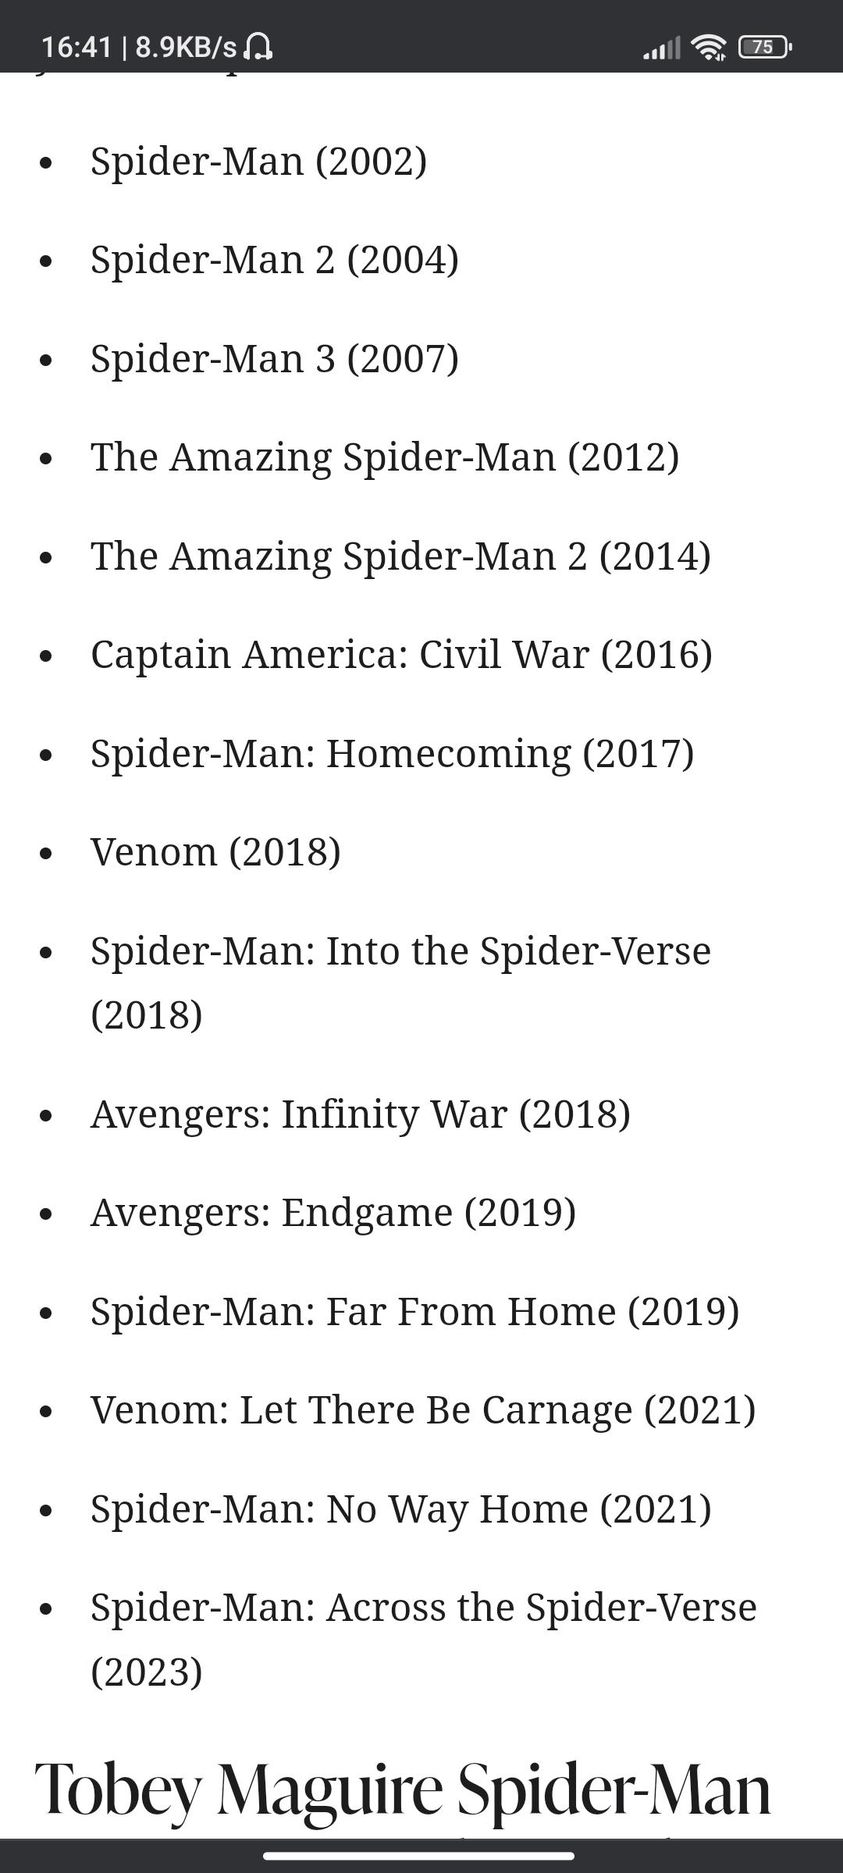 16:41 | 8.9KB/s
75
• Spider-Man (2002)
• Spider-Man 2 (2004)
• Spider-Man 3 (2007)
• The Amazing Spider-Man (2012)
• The Amazing Spider-Man 2 (2014)
• Captain America: Civil War (2016)
• Spider-Man: Homecoming (2017)
• Venom (2018)
• Spider-Man: Into the Spider-Verse
(2018)
• Avengers: Infinity War (2018)
• Avengers: Endgame (2019)
• Spider-Man: Far From Home (2019)
• Venom: Let There Be Carnage (2021)
• Spider-Man: No Way Home (2021)
• Spider-Man: Across the Spider-Verse
(2023)
Tobey Maguire Spider-Man